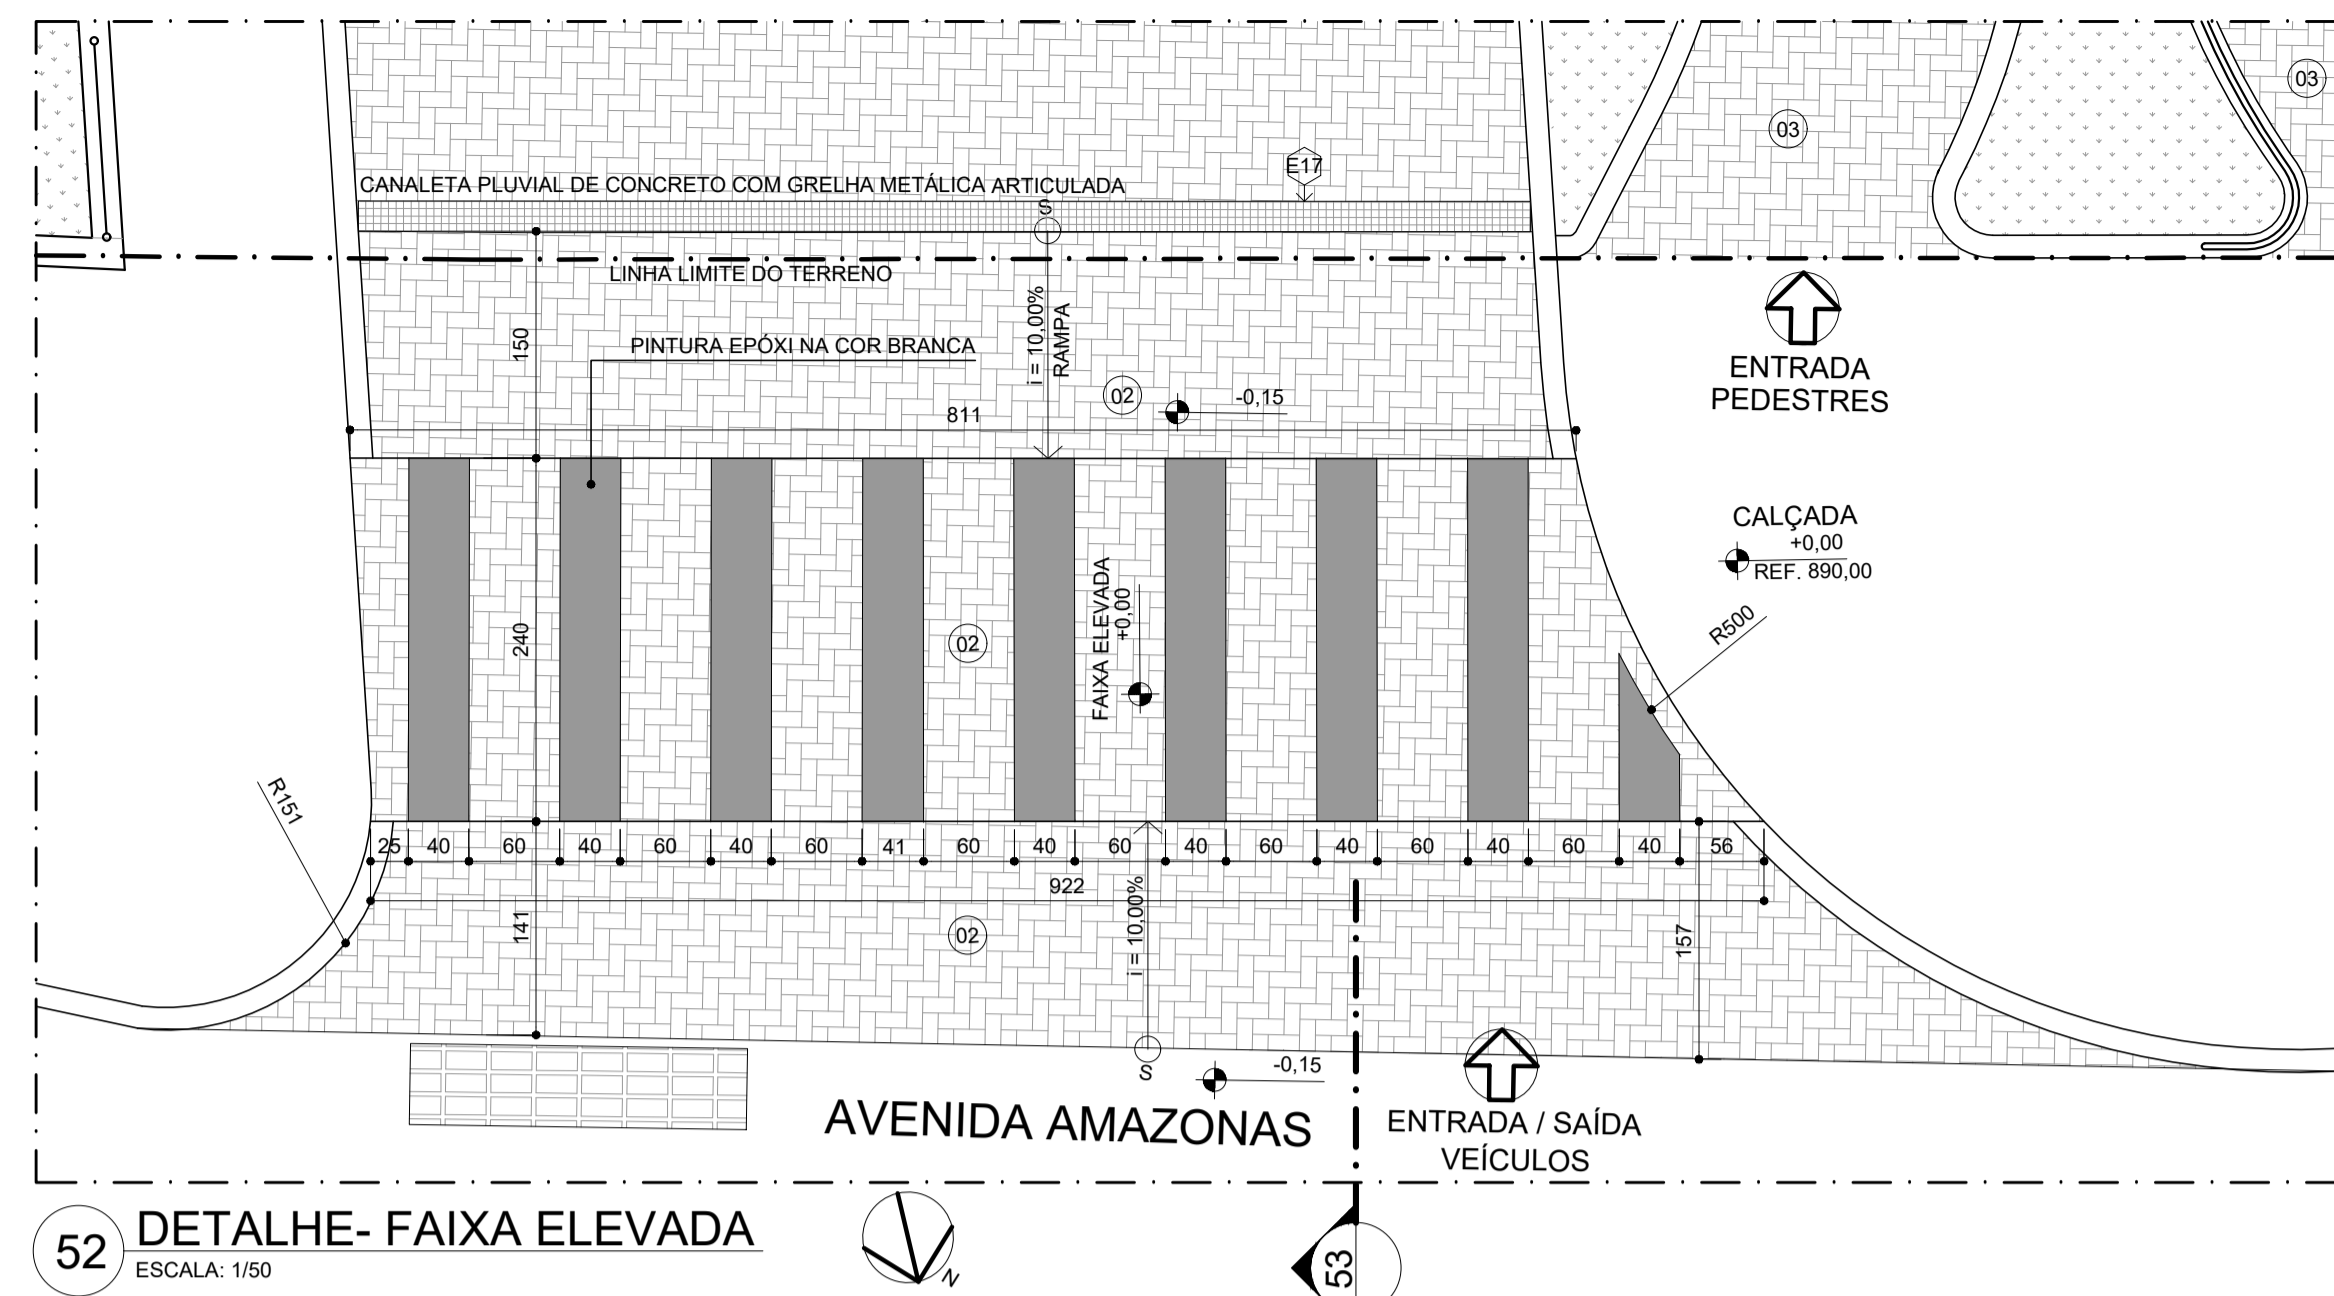 03
03
E17
CANALETA PLUVIAL DE CONCRETO COM GRELHA METÁLICA ARTICULADA
S
LINHA LIMITE DO TERRENO
150
PINTURA EPÓXI NA COR BRANCA
i = 10,00%
RAMPA
02
-0,15
811
ENTRADA
PEDESTRES
CALÇADA
+0,00
REF. 890,00
R500
240
02
FAIXA ELEVADA
+0,00
R151
25 40 60 40 60 40 60 41 60 40 60 40 60 40 60 40 60 40 56
922
141
02
i = 10,00%
157
S
-0,15
AVENIDA AMAZONAS
ENTRADA / SAÍDA
VEÍCULOS
52
DETALHE- FAIXA ELEVADA
ESCALA: 1/50
N
53